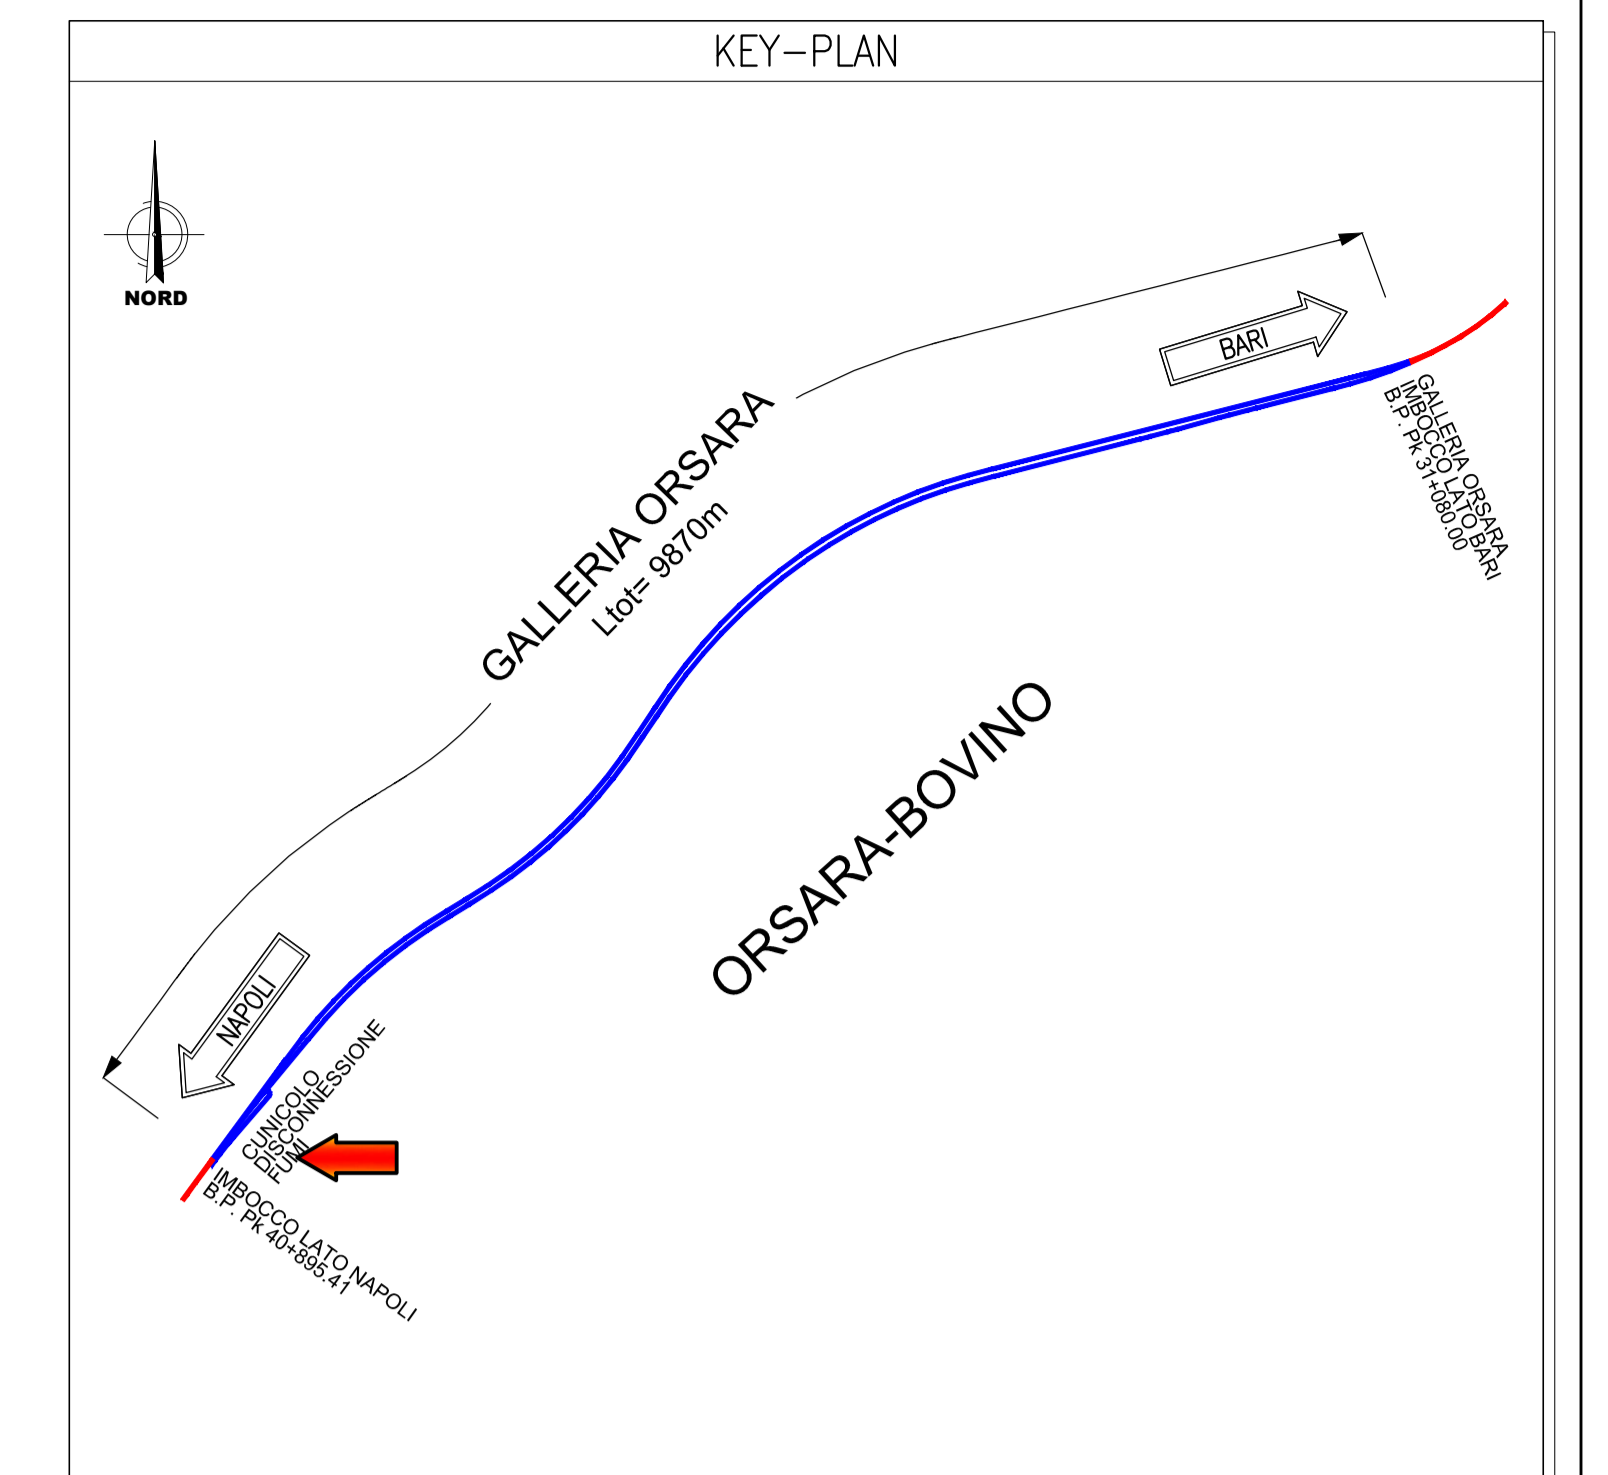 KEY-PLAN
NORD
BARI
GALLERIA ORSARA
Ltot= 9870m
GALLERIA ORSARA
IMBOCCO LATO BARI
B.P. Pk 31+080.00
ORSARA-BOVINO
NAPOLI
CUNICOLO
DISCONNESSIONE
FUMI
IMBOCCO LATO NAPOLI
B.P. Pk 40+895.41